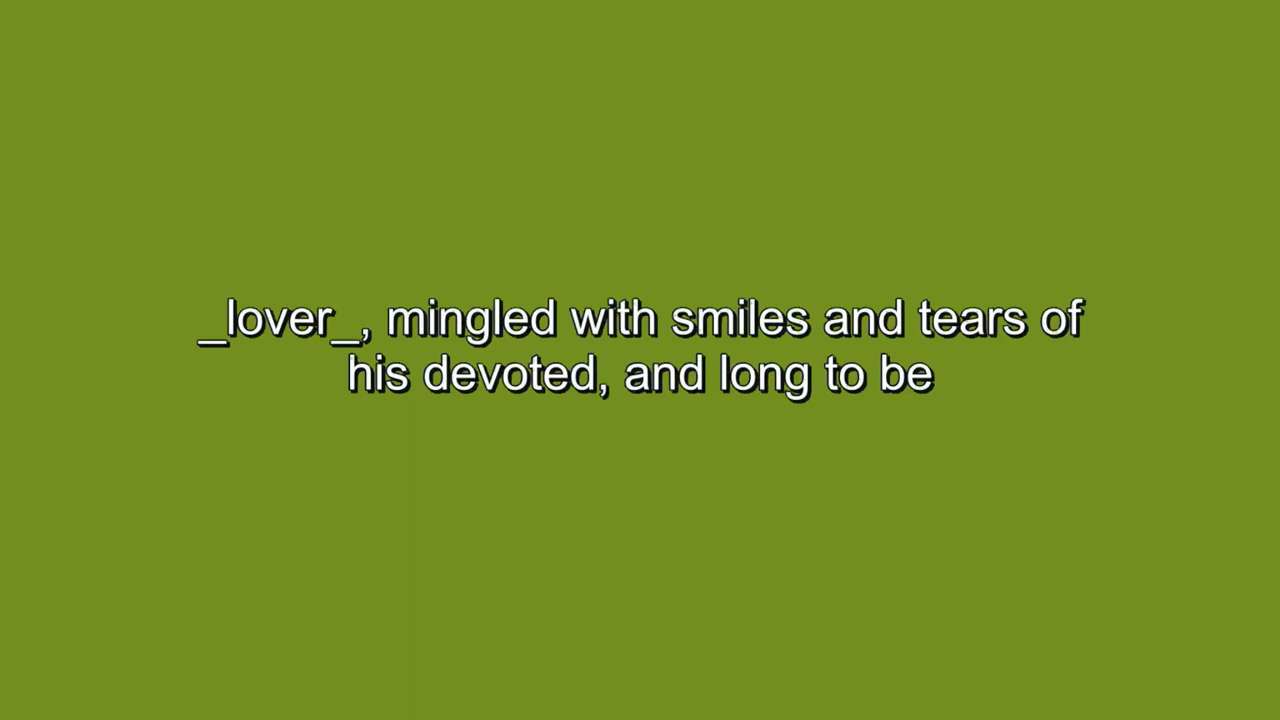 _lover_, mingled with smiles and tears of
his devoted, and long to be